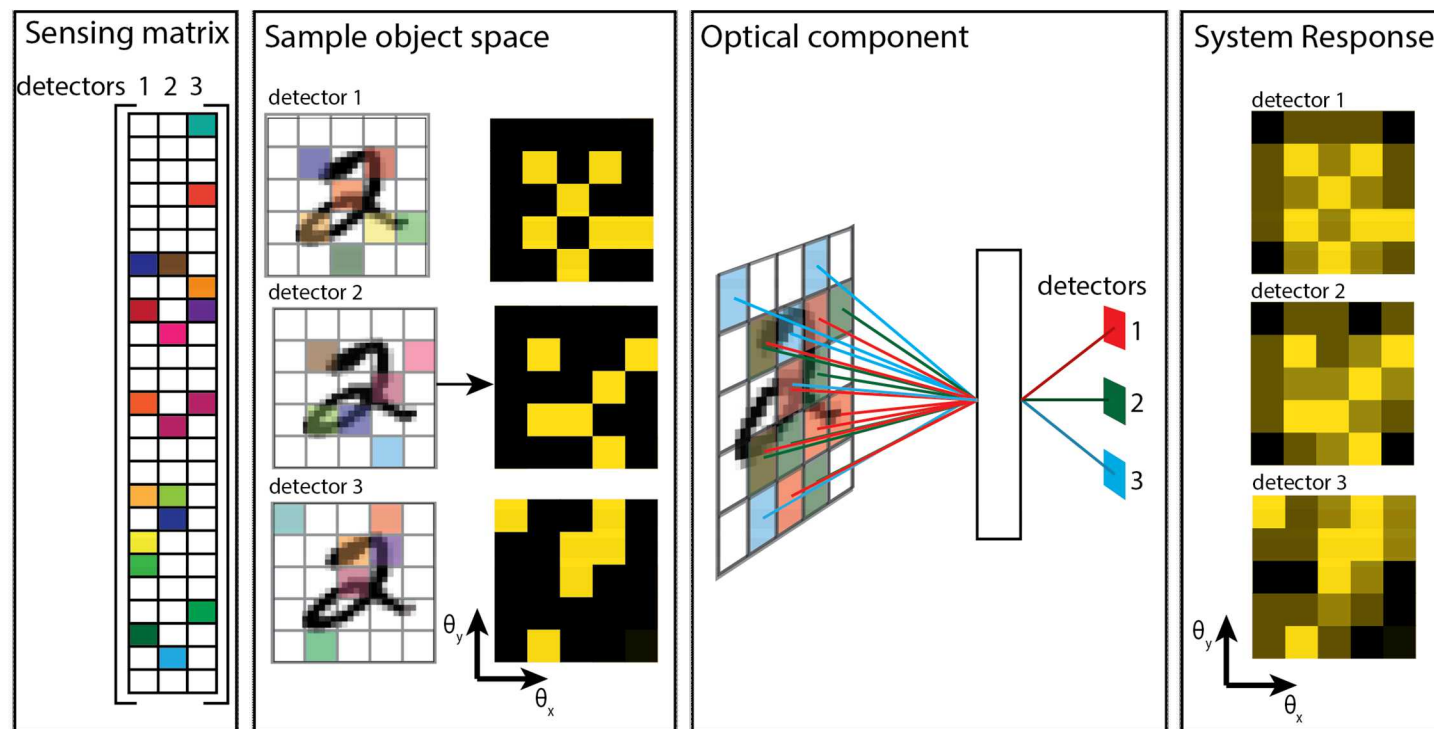 Sensing matrix
detectors 1 2 3
Sample object space
detector 1
detector 2
detector 3
θy
θx
Optical component
detectors
1
2
3
System Response
detector 1
detector 2
detector 3
θy
θx